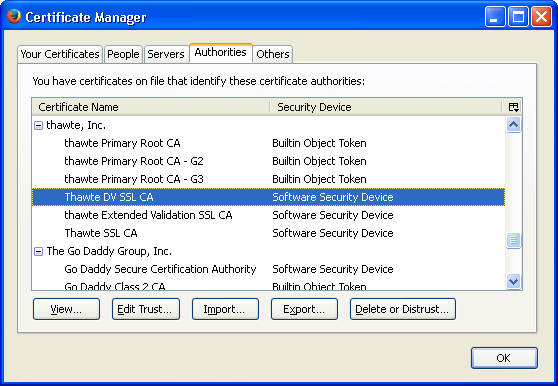 Certificate Manager
Your Certificates People Servers Authorities Others
You have certificates on file that identify these certificate authorities:
Certificate Name Security Device
thawte, Inc.
thawte Primary Root CA Builtin Object Token
thawte Primary Root CA - G2 Builtin Object Token
thawte Primary Root CA - G3 Builtin Object Token
Thawte DV SSL CA Software Security Device
thawte Extended Validation SSL CA Software Security Device
Thawte SSL CA Software Security Device
The Go Daddy Group, Inc.
Go Daddy Secure Certification Authority Software Security Device
Go Daddy Class 2 CA Builtin Object Token
View... Edit Trust... Import... Export... Delete or Distrust...
OK